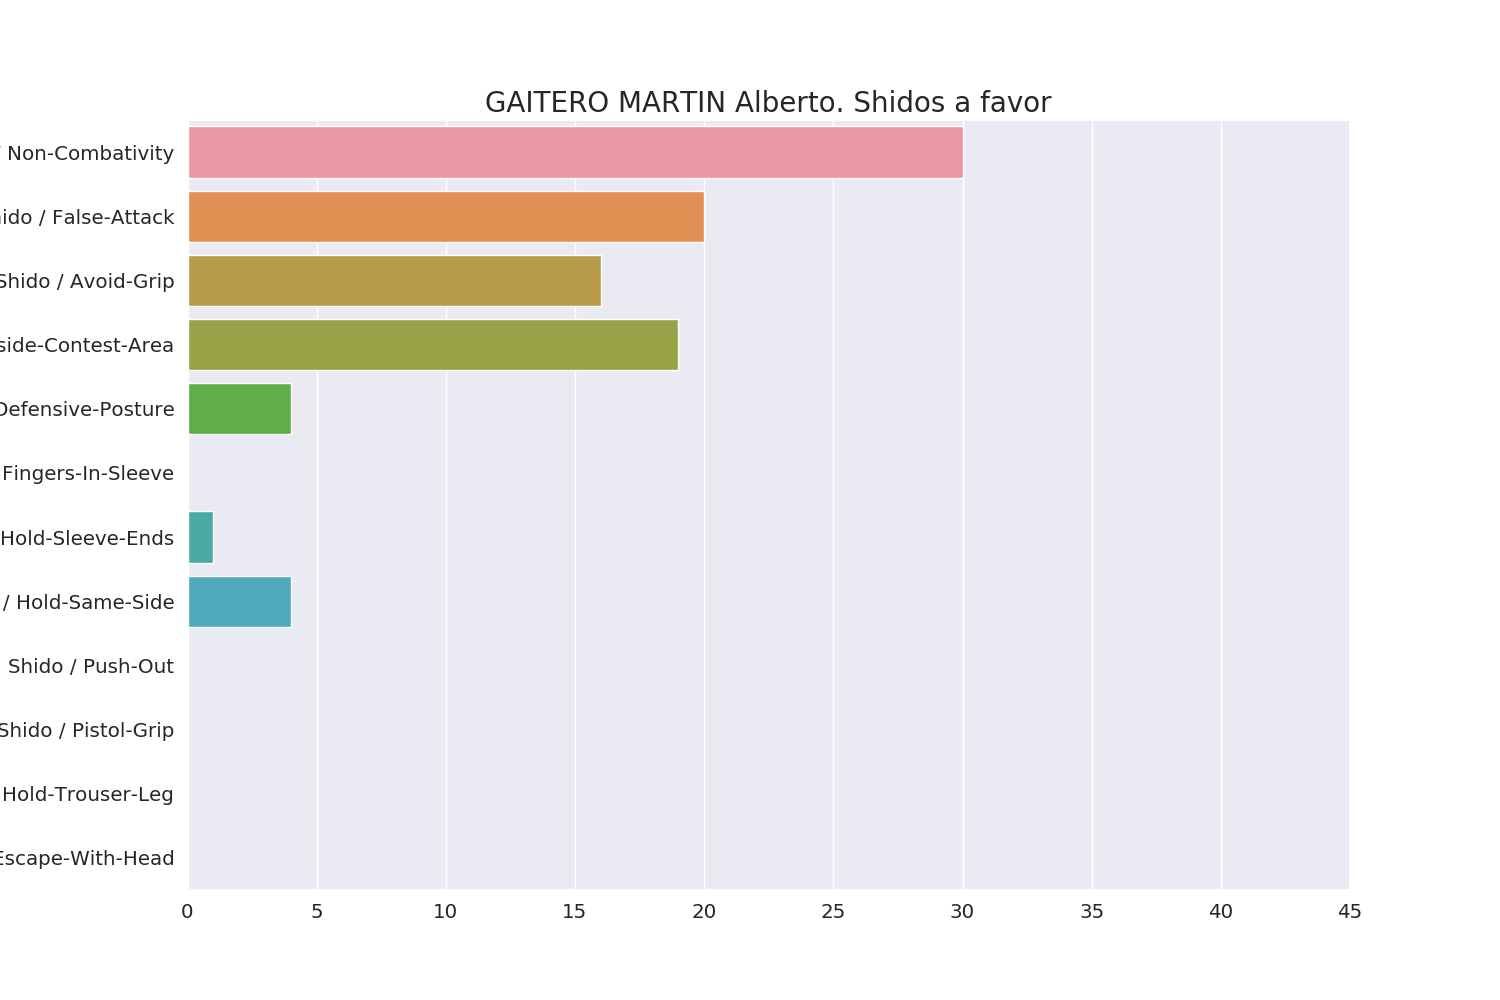 GAITERO MARTIN Alberto. Shidos a favor
/ Non-Combativity
ido / False-Attack
Shido / Avoid-Grip
side-Contest-Area
Defensive-Posture
Fingers-In-Sleeve
Hold-Sleeve-Ends
/ Hold-Same-Side
Shido / Push-Out
Shido / Pistol-Grip
Hold-Trouser-Leg
Escape-With-Head
0 5 10 15 20 25 30 35 40 45